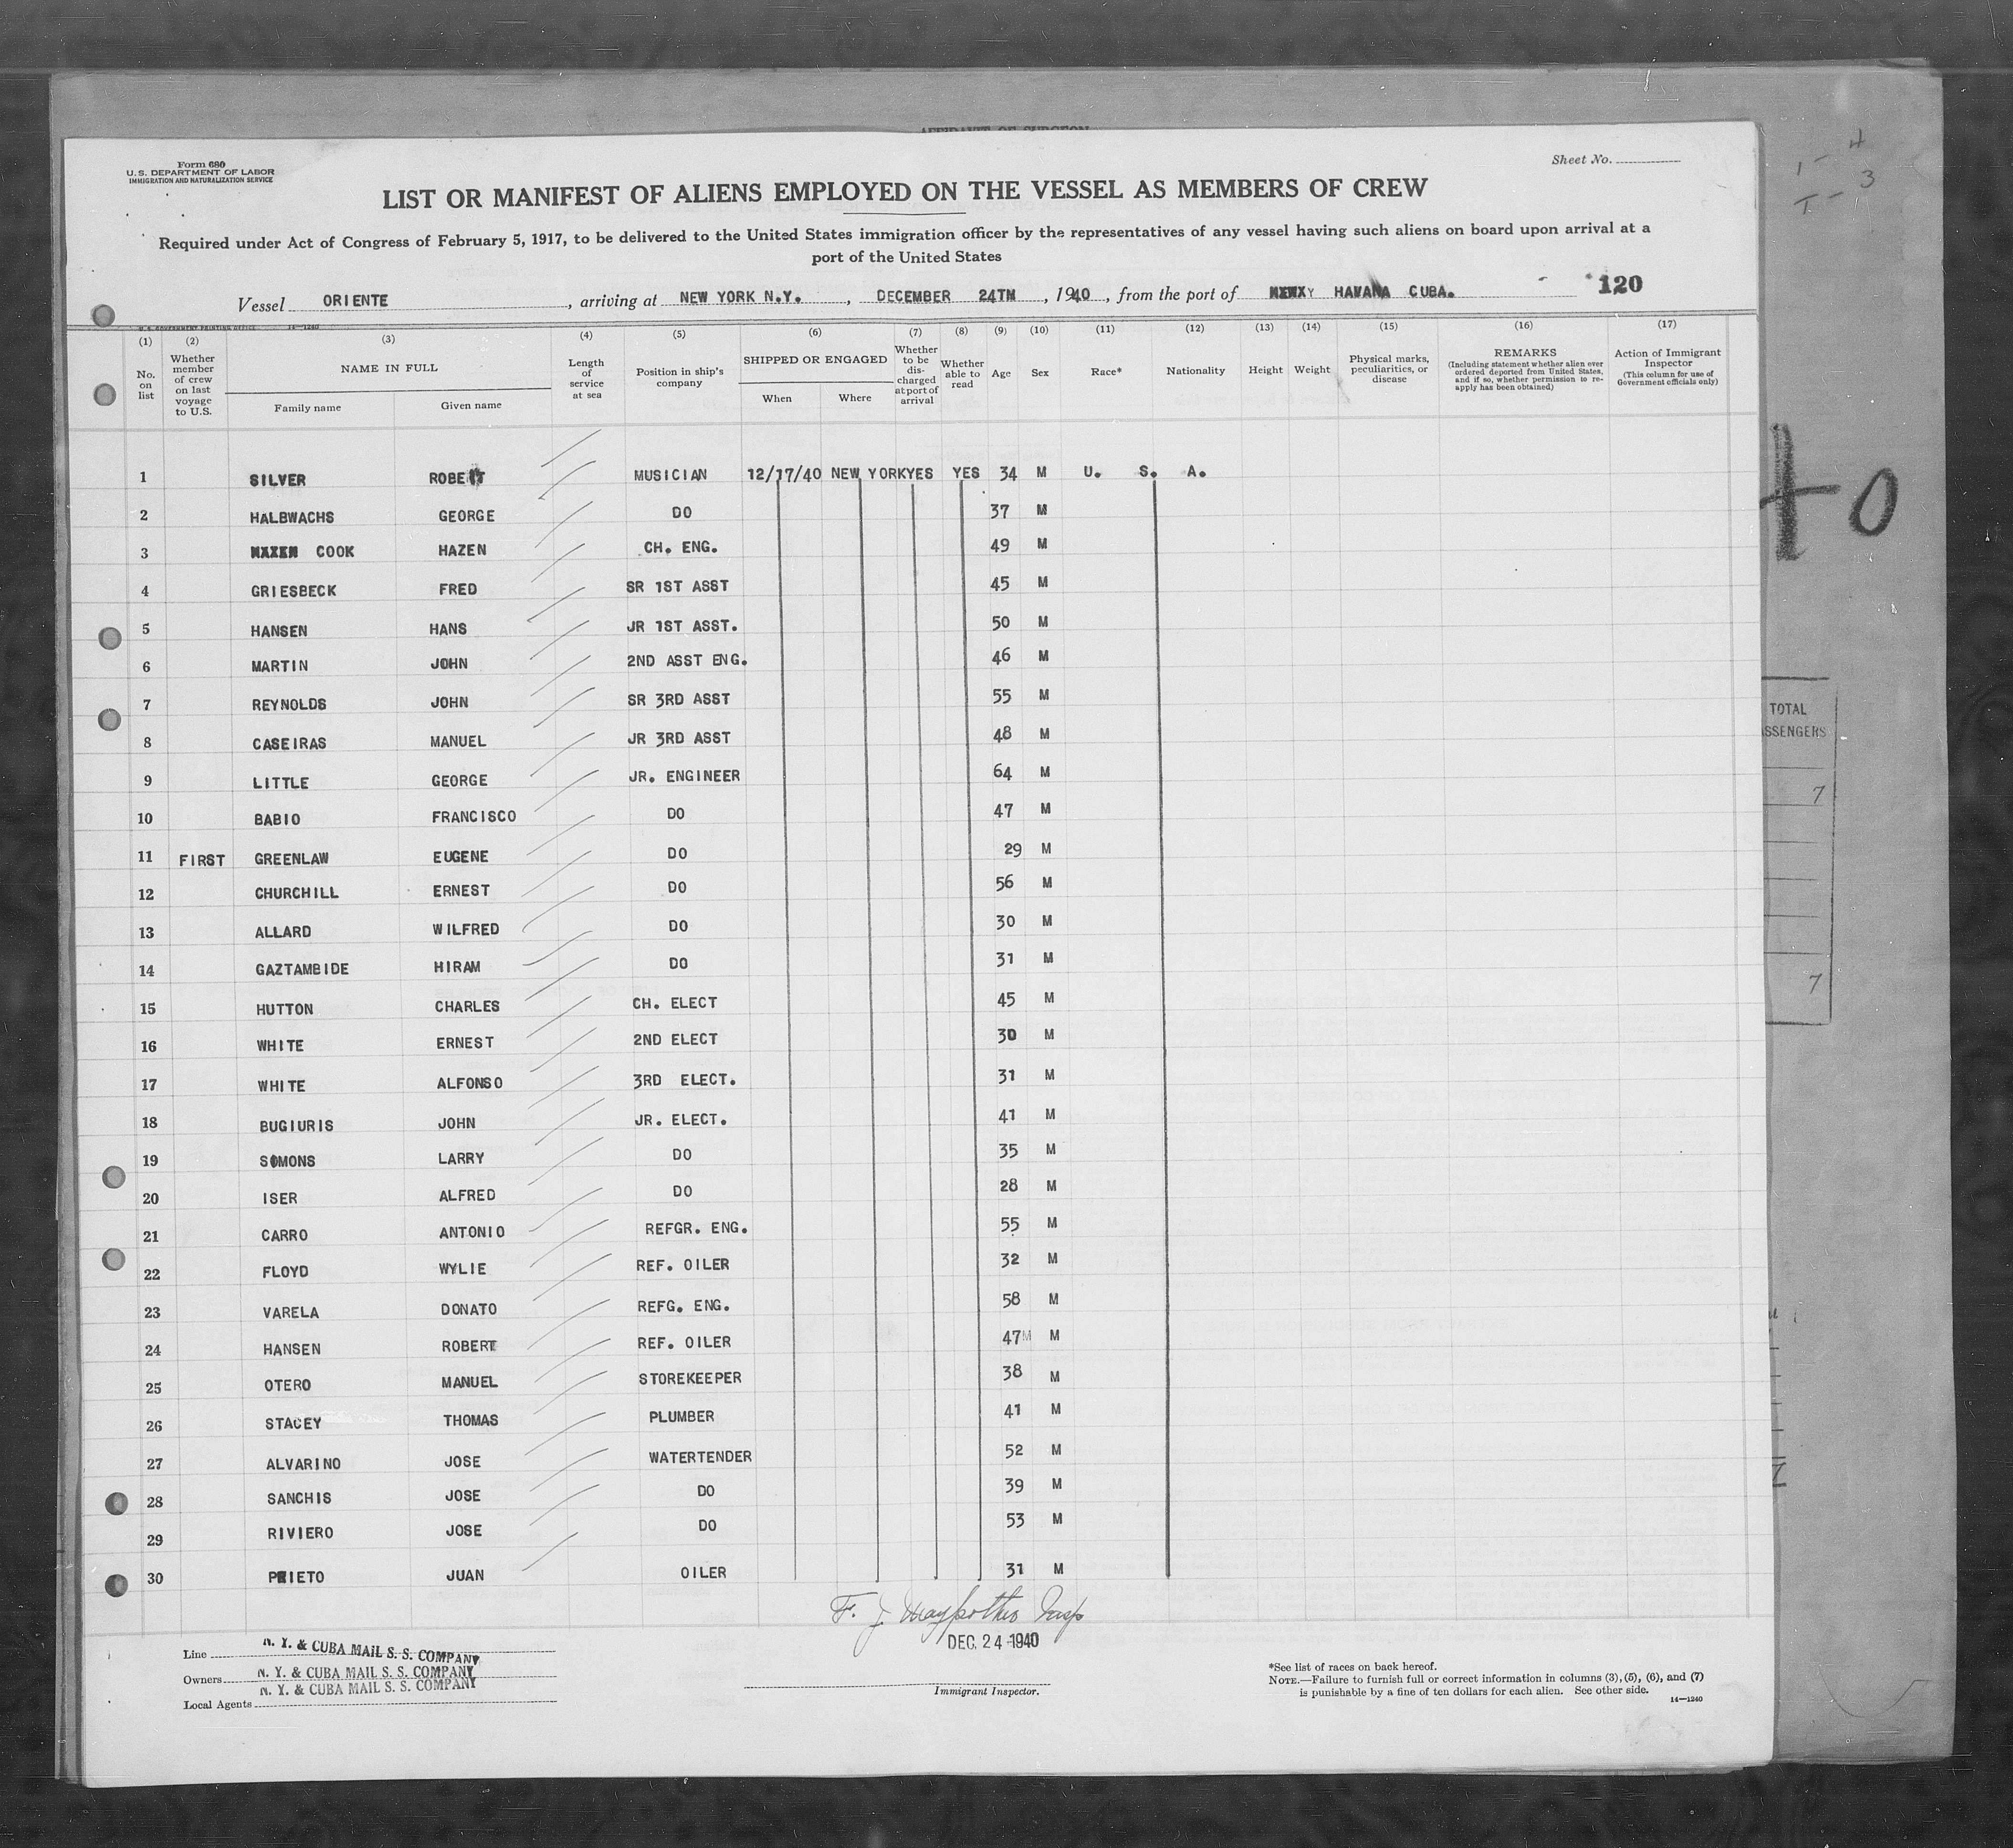 AFFIDAVIT OF SURGEON
Form 680
U. S. DEPARTMENT OF LABOR
IMMIGRATION AND NATURALIZATION SERVICE
Sheet No.
LIST OR MANIFEST OF ALIENS EMPLOYED ON THE VESSEL AS MEMBERS OF CREW
Required under Act of Congress of February 5, 1917, to be delivered to the United States immigration officer by the representatives of any vessel having such aliens on board upon arrival at a
port of the United States
Vessel ORIENTE, arriving at NEW YORK N.Y., DECEMBER 24TH, 1940, from the port of HAVANA CUBA. 120
U. S. GOVERNMENT PRINTING OFFICE 14—1240
(1) (2) (3) (4) (5) (6) (7) (8) (9) (10) (11) (12) (13) (14) (15) (16) (17)
No. on list
Whether member of crew on last voyage to U.S.
NAME IN FULL
Family name Given name
Length of service at sea
Position in ship's company
SHIPPED OR ENGAGED
When Where
Whether to be discharged at port of arrival
Whether able to read
Age
Sex
Race*
Nationality
Height
Weight
Physical marks, peculiarities, or disease
REMARKS
(Including statement whether alien ever ordered deported from United States, and if so, whether permission to reapply has been obtained)
Action of Immigrant Inspector
(This column for use of Government officials only)
1 SILVER ROBERT MUSICIAN 12/17/40 NEW YORK YES YES 34 M U. S. A.
2 HALBWACHS GEORGE DO 37 M
3 COOK HAZEN CH. ENG. 49 M
4 GRIESBECK FRED SR 1ST ASST 45 M
5 HANSEN HANS JR 1ST ASST. 50 M
6 MARTIN JOHN 2ND ASST ENG. 46 M
7 REYNOLDS JOHN SR 3RD ASST 55 M
8 CASEIRAS MANUEL JR 3RD ASST 48 M
9 LITTLE GEORGE JR. ENGINEER 64 M
10 BABIO FRANCISCO DO 47 M
11 FIRST GREENLAW EUGENE DO 29 M
12 CHURCHILL ERNEST DO 56 M
13 ALLARD WILFRED DO 30 M
14 GAZTAMBIDE HIRAM DO 31 M
15 HUTTON CHARLES CH. ELECT 45 M
16 WHITE ERNEST 2ND ELECT 30 M
17 WHITE ALFONSO 3RD ELECT. 31 M
18 BUGIURIS JOHN JR. ELECT. 41 M
19 SIMONS LARRY DO 35 M
20 ISER ALFRED DO 28 M
21 CARRO ANTONIO REFGR. ENG. 55 M
22 FLOYD WYLIE REF. OILER 32 M
23 VARELA DONATO REFG. ENG. 58 M
24 HANSEN ROBERT REF. OILER 47 M M
25 OTERO MANUEL STOREKEEPER 38 M
26 STACEY THOMAS PLUMBER 41 M
27 ALVARINO JOSE WATERTENDER 52 M
28 SANCHIS JOSE DO 39 M
29 RIVIERO JOSE DO 53 M
30 PRIETO JUAN OILER 31 M
F. J. Insp
DEC. 24 1940
Immigrant Inspector.
Line N. Y. & CUBA MAIL S. S. COMPANY
Owners N. Y. & CUBA MAIL S. S. COMPANY
Local Agents N. Y. & CUBA MAIL S. S. COMPANY
*See list of races on back hereof.
NOTE.—Failure to furnish full or correct information in columns (3), (5), (6), and (7)
is punishable by a fine of ten dollars for each alien. See other side.
14—1240
TOTAL
7
7